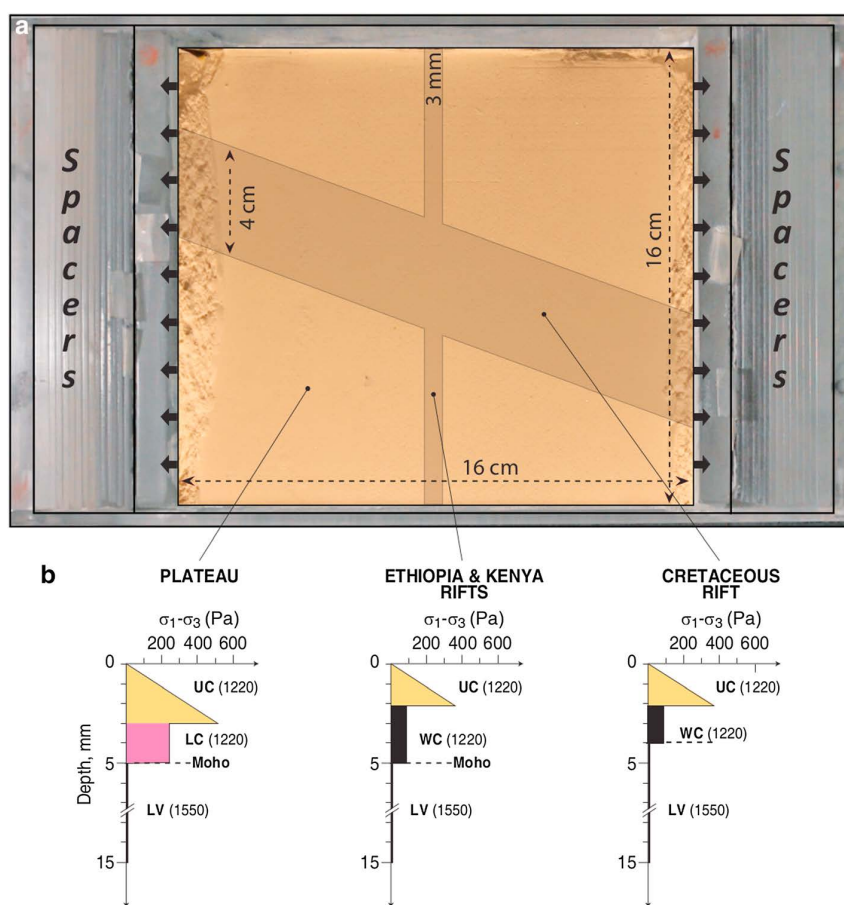 a
Spacers
3 mm
4 cm
16 cm
16 cm
Spacers
b
PLATEAU
ETHIOPIA & KENYA
RIFTS
CRETACEOUS
RIFT
σ1-σ3 (Pa)
200 400 600
0
UC (1220)
LC (1220)
5
Moho
Depth, mm
LV (1550)
15
σ1-σ3 (Pa)
200 400 600
0
UC (1220)
WC (1220)
5
Moho
LV (1550)
15
σ1-σ3 (Pa)
200 400 600
0
UC (1220)
WC (1220)
5
LV (1550)
15